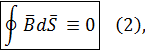 ∮ B̄dS̄ ≡ 0 (2),